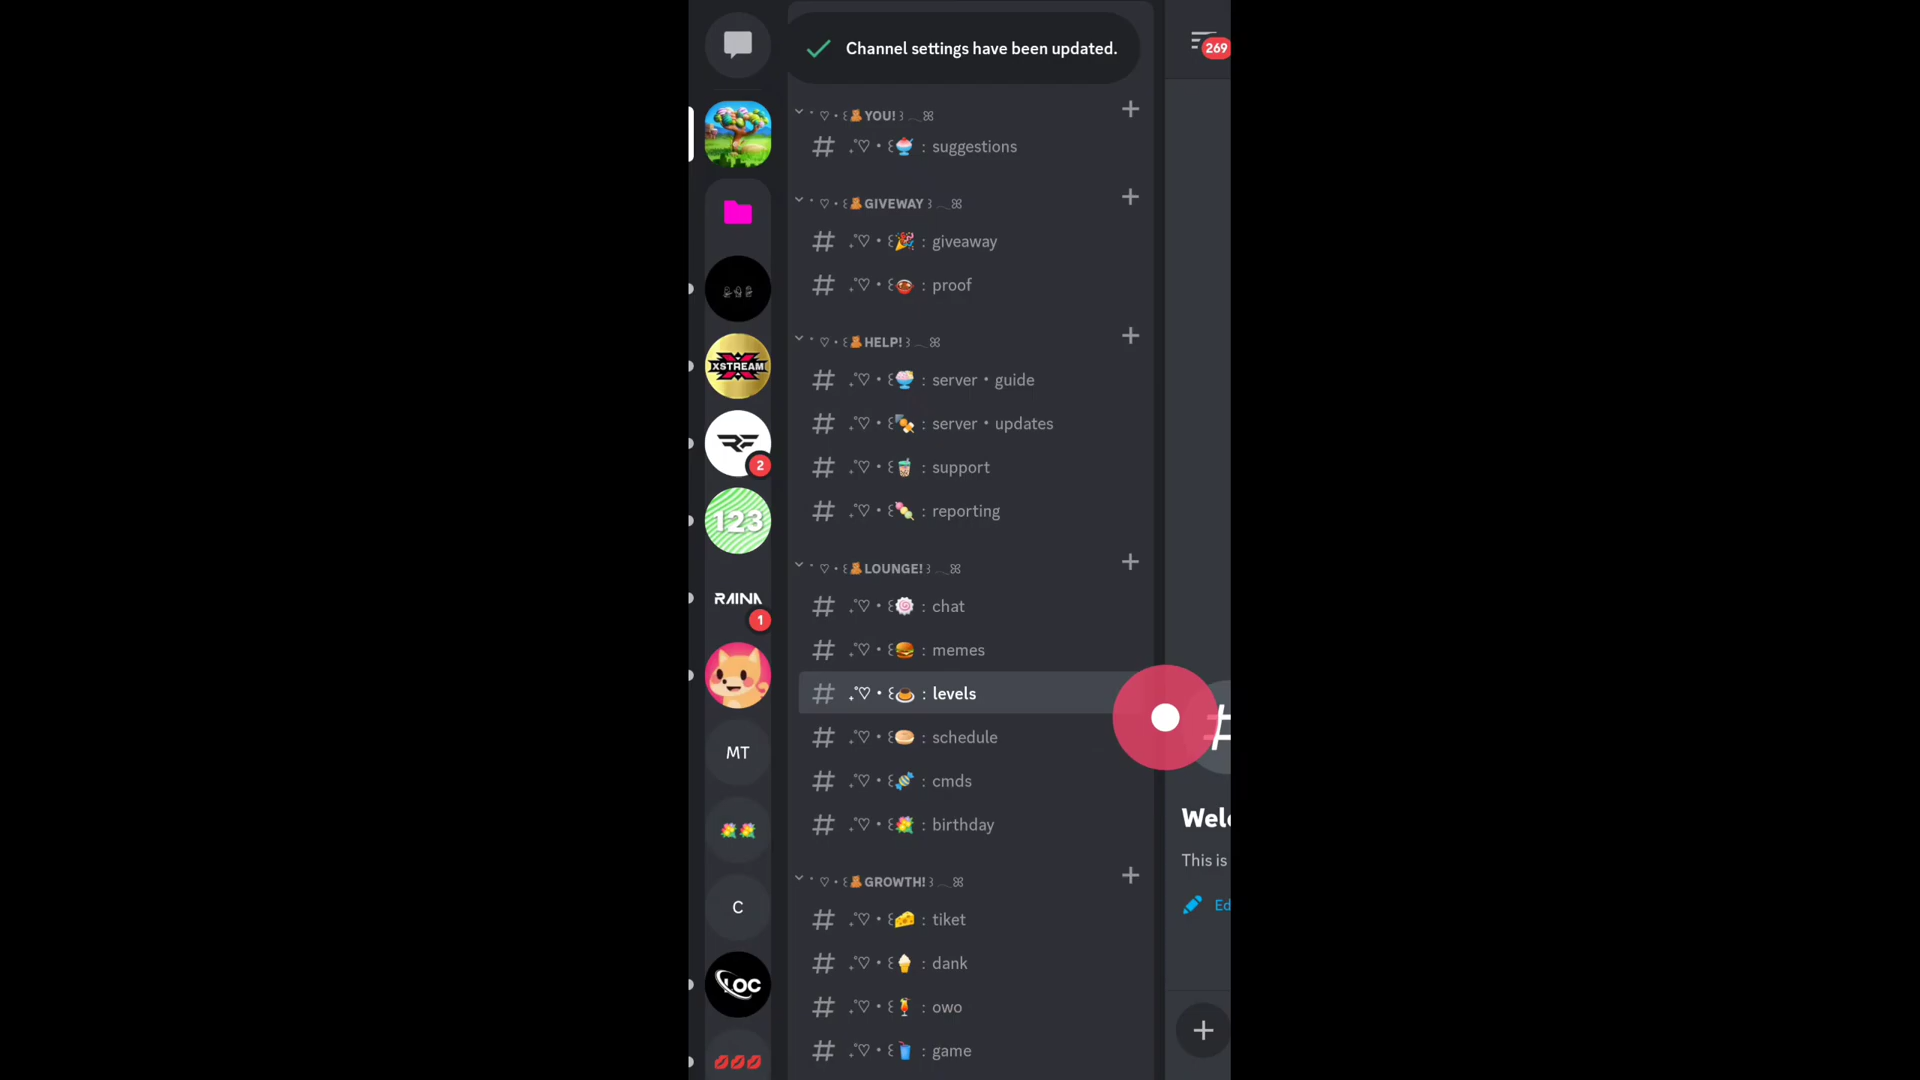 Channel settings have been updated.
269
˚ ♡ • ꒰🧸YOU!꒱ ︵ꕤ
# ₊˚♡ • ꒰🍧 : suggestions
˚ ♡ • ꒰🧸GIVEWAY꒱ ︵ꕤ
# ₊˚♡ • ꒰🎉 : giveaway
# ₊˚♡ • ꒰ : proof
˚ ♡ • ꒰🧸HELP!꒱ ︵ꕤ
# ₊˚♡ • ꒰🍨 : server • guide
# ₊˚♡ • ꒰🍢 : server • updates
2
# ₊˚♡ • ꒰🧋 : support
# ₊˚♡ • ꒰🍡 : reporting
123
˚ ♡ • ꒰🧸LOUNGE!꒱ ︵ꕤ
XSTREAM
RAINA
1
# ₊˚♡ • ꒰🍥 : chat
# ₊˚♡ • ꒰🍔 : memes
# ₊˚♡ • ꒰🍮 : levels
# ₊˚♡ • ꒰ : schedule
MT
# ₊˚♡ • ꒰🍬 : cmds
# ₊˚♡ • ꒰💐 : birthday
Welc
This is
˚ ♡ • ꒰🧸GROWTH!꒱ ︵ꕤ
C
Ed
# ₊˚♡ • ꒰🧀 : tiket
# ₊˚♡ • ꒰🍦 : dank
LOC
# ₊˚♡ • ꒰🍹 : owo
# ₊˚♡ • ꒰🥤 : game